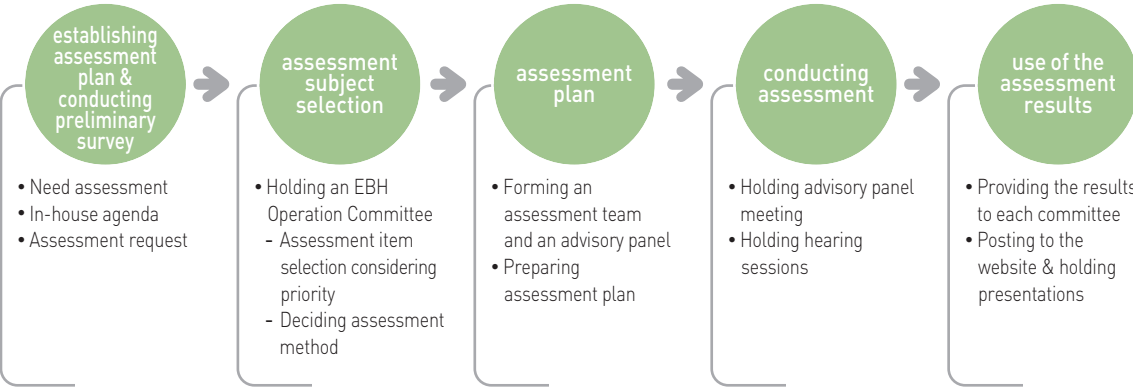 establishing
assessment
plan &
conducting
preliminary
survey
• Need assessment
• In-house agenda
• Assessment request
assessment
subject
selection
• Holding an EBH
Operation Committee
- Assessment item
selection considering
priority
- Deciding assessment
method
assessment
plan
• Forming an
assessment team
and an advisory panel
• Preparing
assessment plan
conducting
assessment
• Holding advisory panel
meeting
• Holding hearing
sessions
use of the
assessment
results
• Providing the results
to each committee
• Posting to the
website & holding
presentations